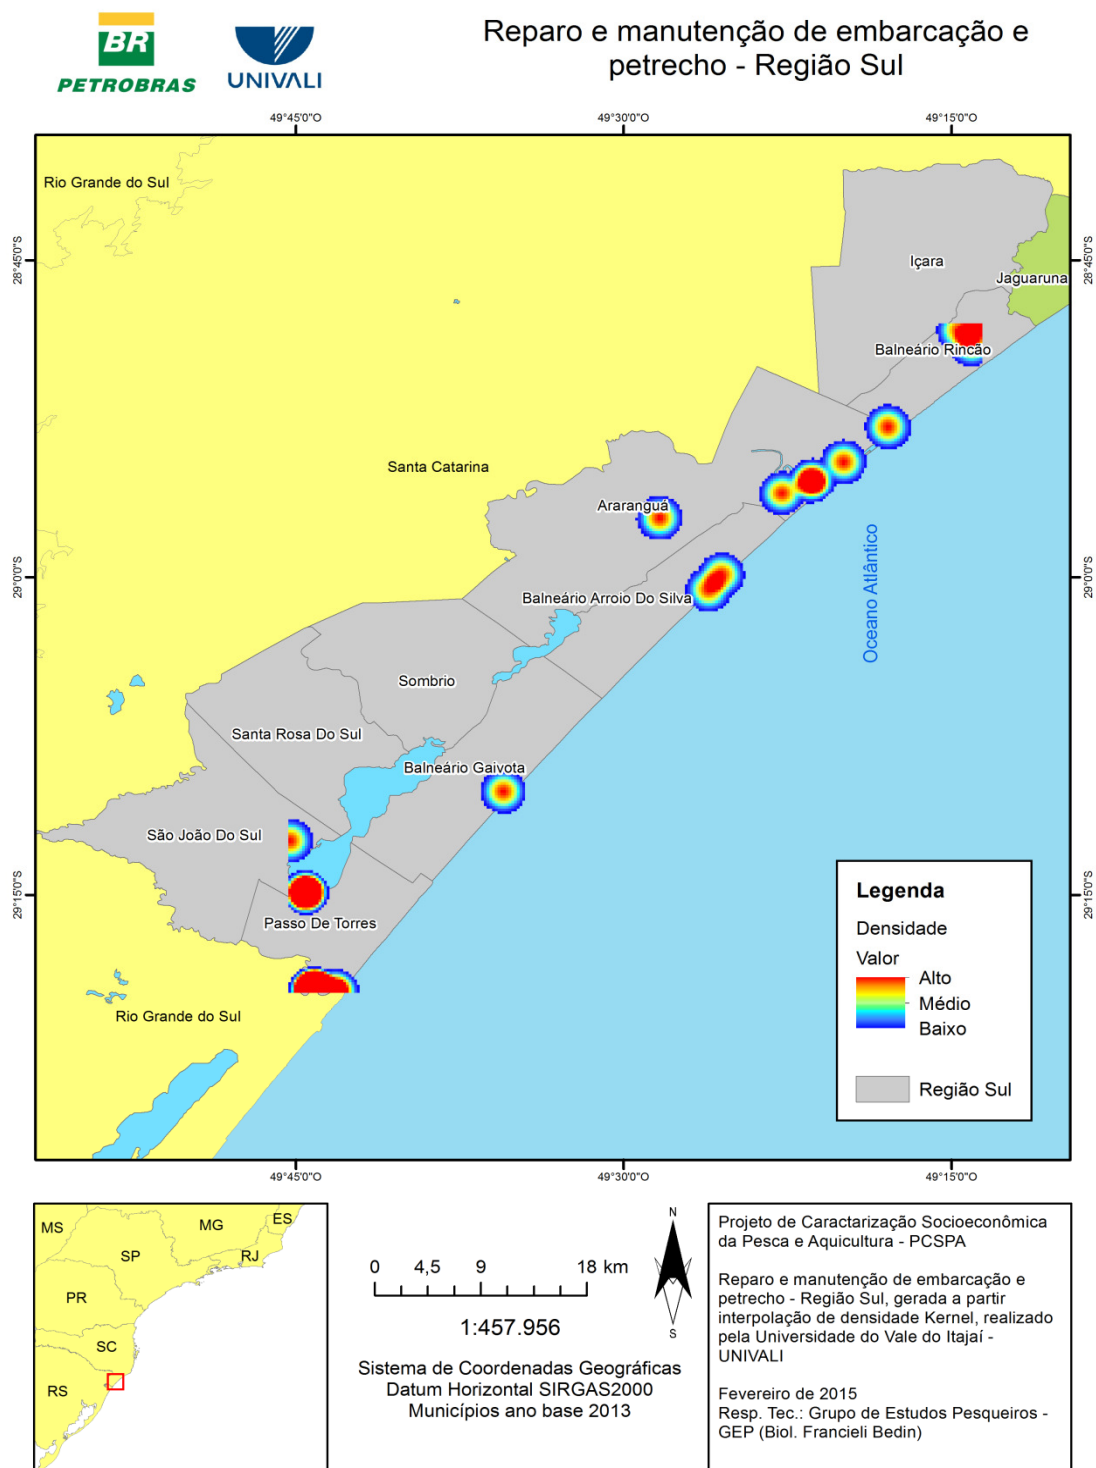 BR
PETROBRAS
UNIVALI
Reparo e manutenção de embarcação e
petrecho - Região Sul
49°45'0"O
49°30'0"O
49°15'0"O
28°45'0"S
28°45'0"S
29°0'0"S
29°0'0"S
29°15'0"S
29°15'0"S
Rio Grande do Sul
Içara
Jaguaruna
Balneário Rincão
Santa Catarina
Araranguá
Oceano Atlântico
Balneário Arroio Do Silva
Sombrio
Santa Rosa Do Sul
Balneário Gaivota
São João Do Sul
Passo De Torres
Rio Grande do Sul
Legenda
Densidade
Valor
Alto
Médio
Baixo
Região Sul
49°45'0"O
49°30'0"O
49°15'0"O
MS
MG
ES
SP
RJ
PR
SC
RS
0 4,5 9 18 km
1:457.956
Sistema de Coordenadas Geográficas
Datum Horizontal SIRGAS2000
Municípios ano base 2013
N
S
Projeto de Caractarização Socioeconômica
da Pesca e Aquicultura - PCSPA
Reparo e manutenção de embarcação e
petrecho - Região Sul, gerada a partir
interpolação de densidade Kernel, realizado
pela Universidade do Vale do Itajaí -
UNIVALI
Fevereiro de 2015
Resp. Tec.: Grupo de Estudos Pesqueiros -
GEP (Biol. Francieli Bedin)